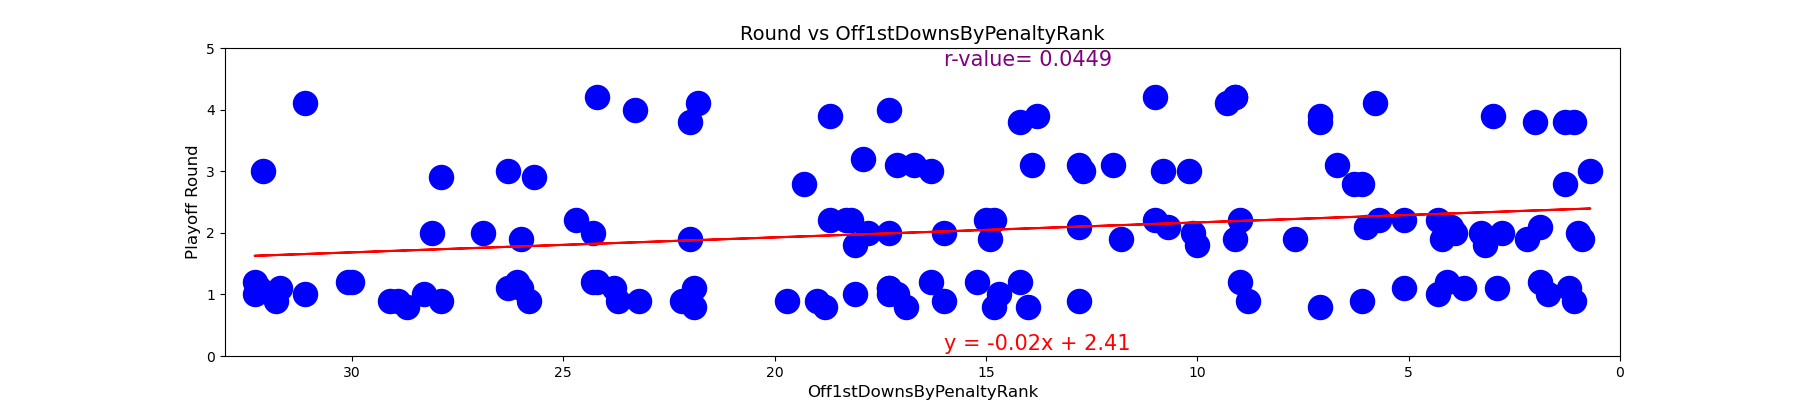 Round vs Off1stDownsByPenaltyRank
r-value= 0.0449
5
4
3
2
1
0
Playoff Round
y = -0.02x + 2.41
30 25 20 15 10 5 0
Off1stDownsByPenaltyRank